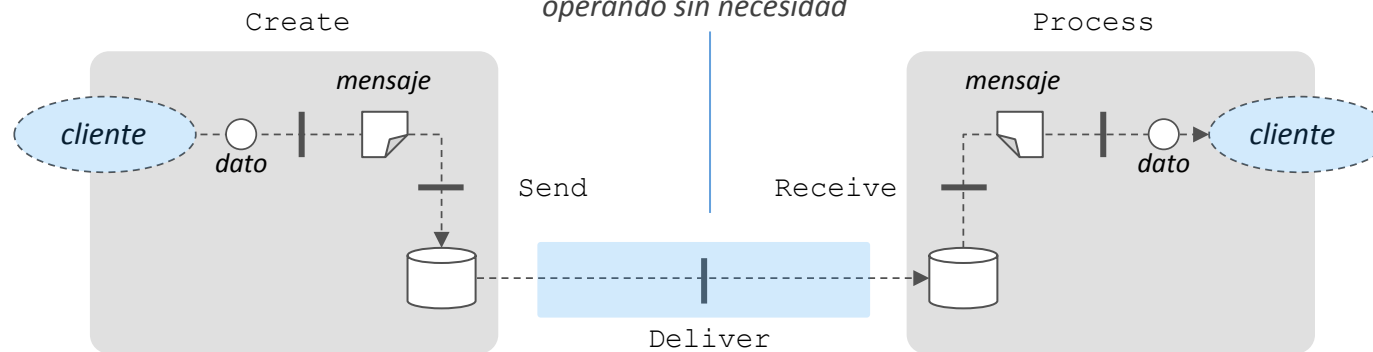 operando sin necesidad
Create
Process
mensaje
mensaje
cliente
cliente
dato
dato
Send
Receive
Deliver